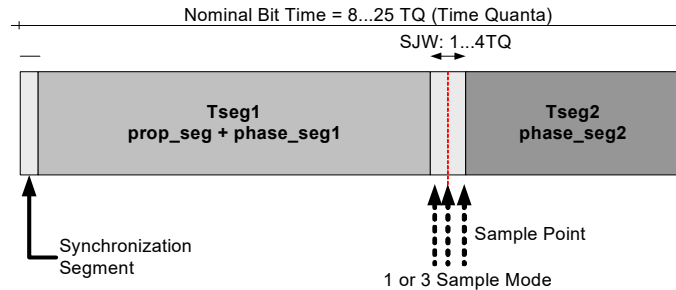 Nominal Bit Time = 8...25 TQ (Time Quanta)
SJW: 1...4TQ
Tseg1
prop_seg + phase_seg1
Tseg2
phase_seg2
Sample Point
Synchronization
Segment
1 or 3 Sample Mode